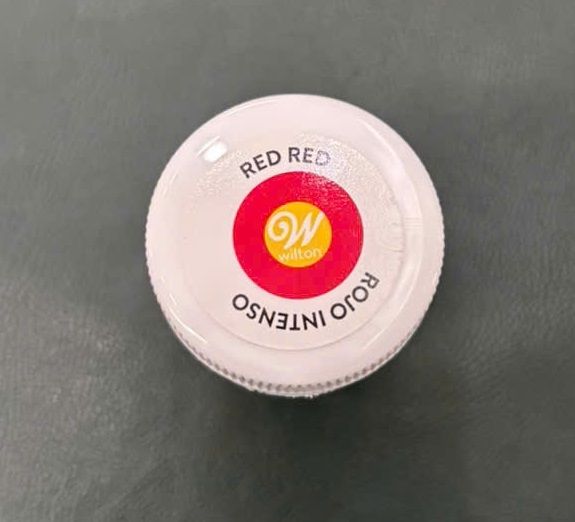 RED RED
W
wilton
ROJO INTENSO